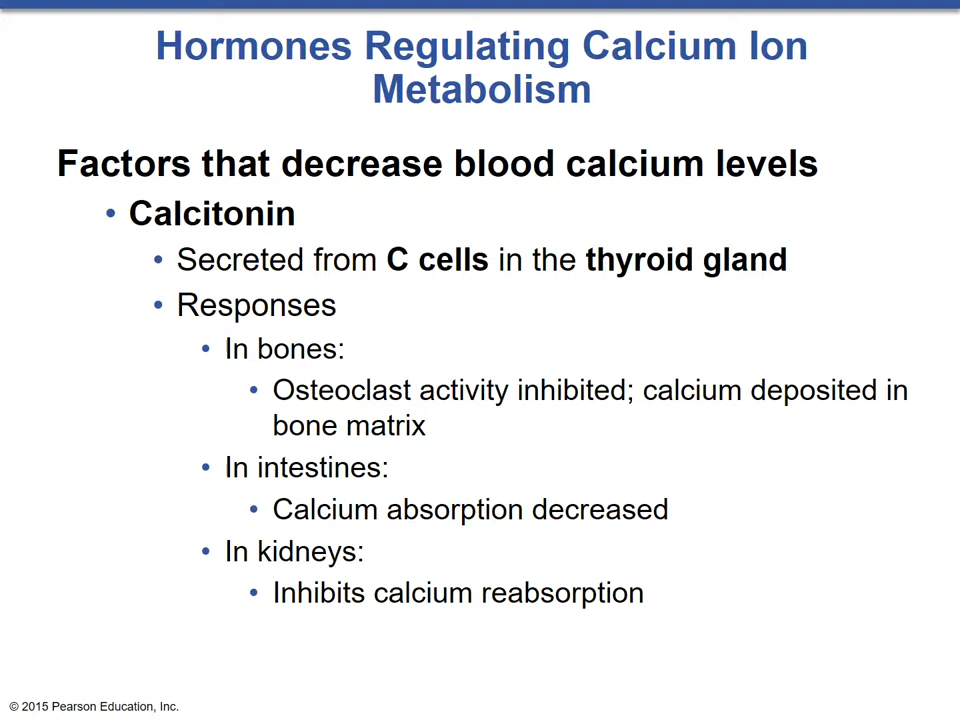 Hormones Regulating Calcium Ion
Metabolism
Factors that decrease blood calcium levels
• Calcitonin
• Secreted from C cells in the thyroid gland
• Responses
• In bones:
• Osteoclast activity inhibited; calcium deposited in
bone matrix
• In intestines:
• Calcium absorption decreased
• In kidneys:
• Inhibits calcium reabsorption
© 2015 Pearson Education, Inc.